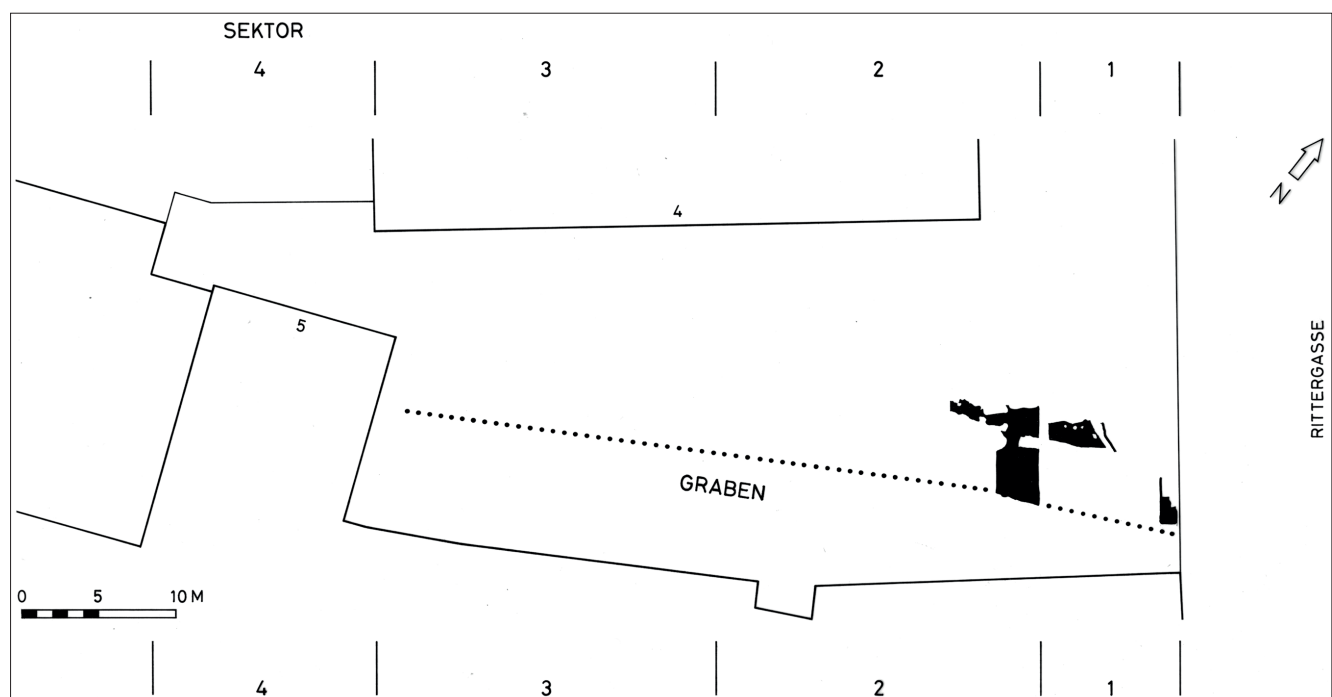 SEKTOR
4 3 2 1
N
4
5
RITTERGASSE
GRABEN
0 5 10 M
4 3 2 1